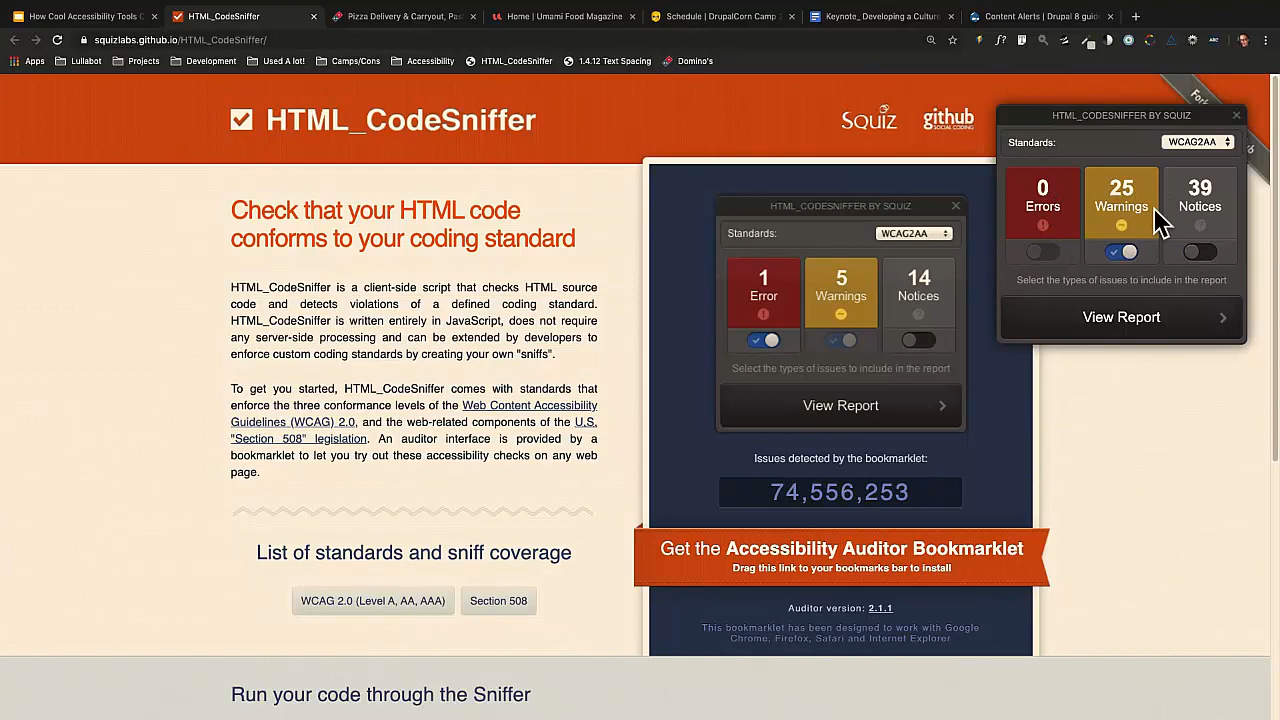 How Cool Accessibility Tools C
HTML_CodeSniffer
Pizza Delivery & Carryout, Pas
Home | Umami Food Magazine
Schedule | DrupalCorn Camp 2
Keynote_ Developing a Culture
Content Alerts | Drupal 8 guid
squizlabs.github.io/HTML_CodeSniffer/
Apps
Lullabot
Projects
Development
Used A lot!
Camps/Cons
Accessibility
HTML_CodeSniffer
1.4.12 Text Spacing
Domino's
HTML_CodeSniffer
SQUIZ
github
SOCIAL CODING
HTML_CODESNIFFER BY SQUIZ
Standards:
WCAG2AA
0
Errors
25
Warnings
39
Notices
Select the types of issues to include in the report
View Report
Check that your HTML code
conforms to your coding standard
HTML_CodeSniffer is a client-side script that checks HTML source
code and detects violations of a defined coding standard.
HTML_CodeSniffer is written entirely in JavaScript, does not require
any server-side processing and can be extended by developers to
enforce custom coding standards by creating your own "sniffs".
To get you started, HTML_CodeSniffer comes with standards that
enforce the three conformance levels of the Web Content Accessibility
Guidelines (WCAG) 2.0, and the web-related components of the U.S.
"Section 508" legislation. An auditor interface is provided by a
bookmarklet to let you try out these accessibility checks on any web
page.
List of standards and sniff coverage
WCAG 2.0 (Level A, AA, AAA)
Section 508
HTML_CODESNIFFER BY SQUIZ
Standards:
WCAG2AA
1
Error
5
Warnings
14
Notices
Select the types of issues to include in the report
View Report
Issues detected by the bookmarklet:
74,556,253
Get the Accessibility Auditor Bookmarklet
Drag this link to your bookmarks bar to install
Auditor version: 2.1.1
This bookmarklet has been designed to work with Google
Chrome, Firefox, Safari and Internet Explorer
Run your code through the Sniffer